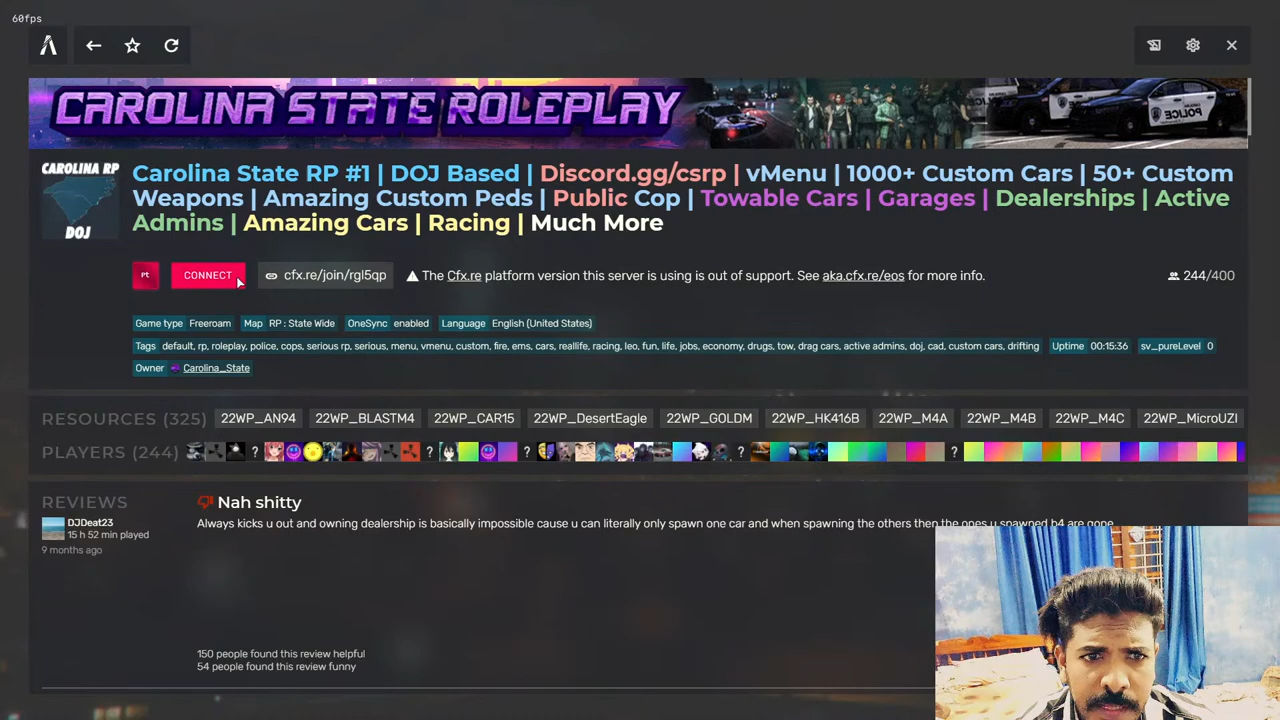 60fps
CAROLINA STATE ROLEPLAY
POLICE
CAROLINA RP
DOJ
Carolina State RP #1 | DOJ Based | Discord.gg/csrp | vMenu | 1000+ Custom Cars | 50+ Custom
Weapons | Amazing Custom Peds | Public Cop | Towable Cars | Garages | Dealerships | Active
Admins | Amazing Cars | Racing | Much More
Pt
CONNECT
cfx.re/join/rgl5qp
The Cfx.re platform version this server is using is out of support. See aka.cfx.re/eos for more info.
244/400
Game type Freeroam Map RP : State Wide OneSync enabled Language English (United States)
Tags default, rp, roleplay, police, cops, serious rp, serious, menu, vmenu, custom, fire, ems, cars, reallife, racing, leo, fun, life, jobs, economy, drugs, tow, drag cars, active admins, doj, cad, custom cars, drifting Uptime 00:15:36 sv_pureLevel 0
Owner Carolina_State
RESOURCES (325) 22WP_AN94 22WP_BLASTM4 22WP_CAR15 22WP_DesertEagle 22WP_GOLDM 22WP_HK416B 22WP_M4A 22WP_M4B 22WP_M4C 22WP_MicroUZI
PLAYERS (244) ? ? ? ? ?
REVIEWS
Nah shitty
DJDeat23
15 h 52 min played
9 months ago
Always kicks u out and owning dealership is basically impossible cause u can literally only spawn one car and when spawning the others then the ones u spawned b4 are gone
150 people found this review helpful
54 people found this review funny